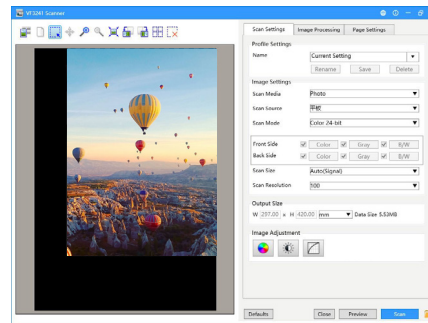 VF3241 Scanner
Scan Settings Image Processing Page Settings
Profile Settings
Name Current Setting
Rename Save Delete
Image Settings
Scan Media Photo
Scan Source 平板
Scan Mode Color 24-bit
Front Side Color Gray B/W
Back Side Color Gray B/W
Scan Size Auto(Signal)
Scan Resolution 100
Output Size
W 297.00 x H 420.00 mm Data Size 5.53MB
Image Adjustment
Defaults Close Preview Scan